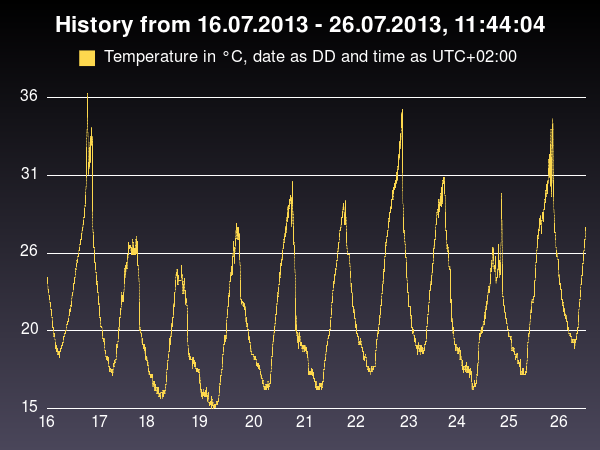 History from 16.07.2013 - 26.07.2013, 11:44:04
Temperature in °C, date as DD and time as UTC+02:00
36
31
26
20
15
16 17 18 19 20 21 22 23 24 25 26